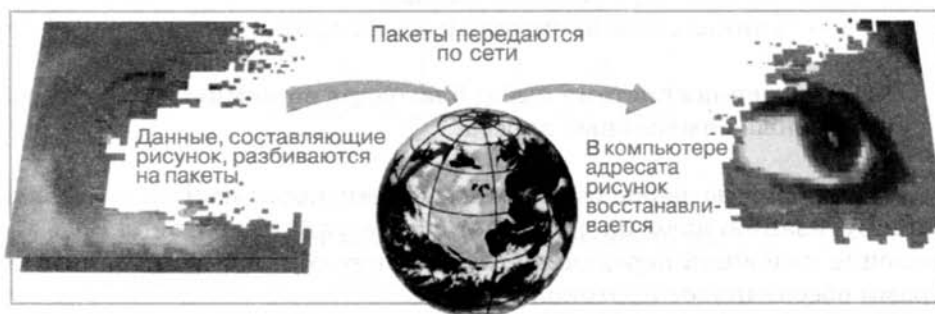 Пакеты передаются
по сети
Данные, составляющие
рисунок, разбиваются
на пакеты
В компьютере
адресата
рисунок
восстанавли-
вается